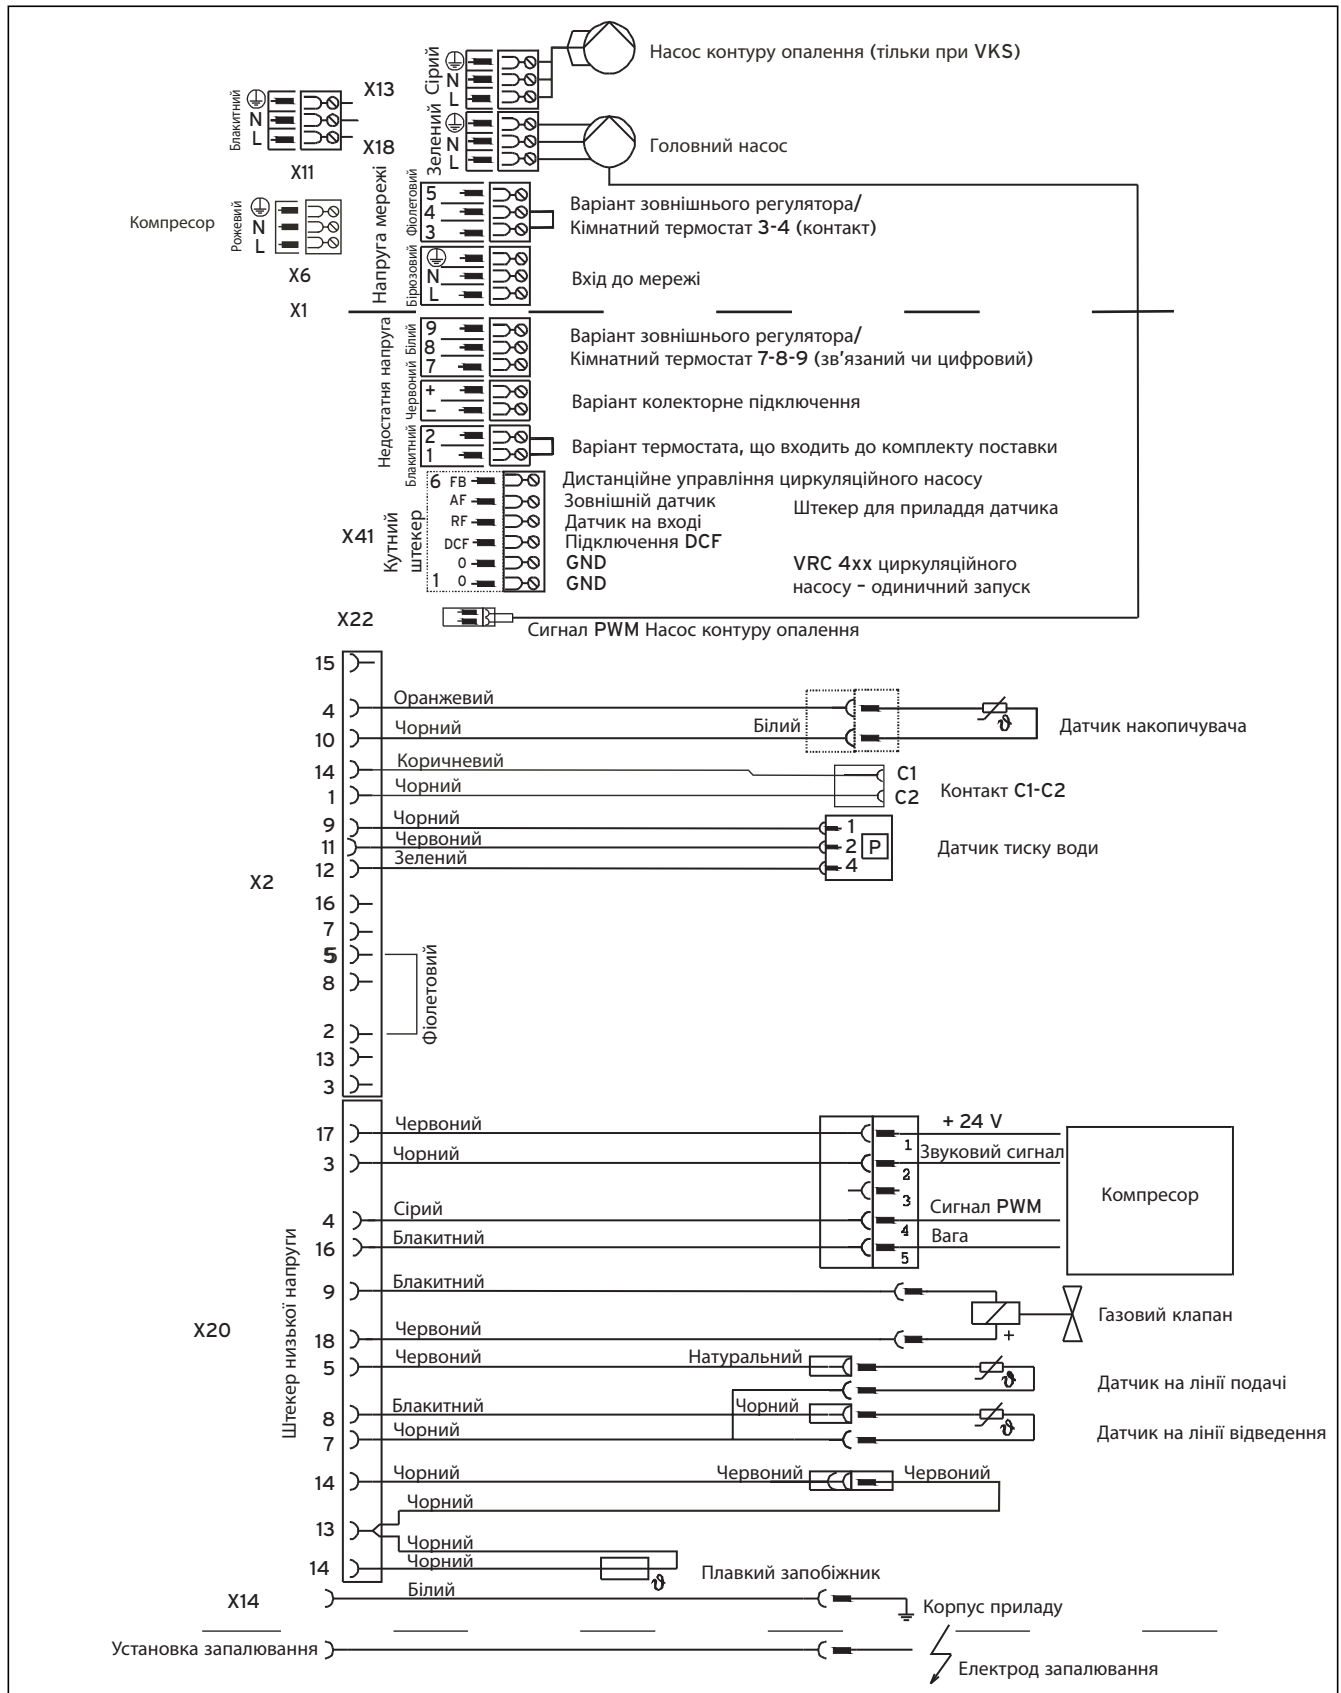 Насос контуру опалення (тільки при VKS)
Сірий
N
L
X13
Блакитний
N
L
X11
X18
Зелений
N
L
Головний насос
Напруга мережі
Фіолетовий
5
4
3
Варіант зовнішнього регулятора/
Кімнатний термостат 3-4 (контакт)
Компресор
Рожевий
N
L
X6
Бірюзовий
N
L
Вхід до мережі
X1
Недостатня напруга
Білий
9
8
7
Варіант зовнішнього регулятора/
Кімнатний термостат 7-8-9 (зв'язаний чи цифровий)
Червоний
+
−
Варіант колекторне підключення
Блакитний
2
1
Варіант термостата, що входить до комплекту поставки
X41
Кутний
штекер
6 FB
Дистанційне управління циркуляційного насосу
AF
Зовнішній датчик
Штекер для приладдя датчика
RF
Датчик на вході
DCF
Підключення DCF
0
GND
VRC 4xx циркуляційного
1 0
GND
насосу – одиничний запуск
X22
Сигнал PWM Насос контуру опалення
X2
15
4
Оранжевий
10
Чорний
Білий
Датчик накопичувача
14
Коричневий
C1
1
Чорний
C2
Контакт C1-C2
9
Чорний
1
11
Червоний
2
P
Датчик тиску води
12
Зелений
4
16
7
5
8
Фіолетовий
2
13
3
X20
Штекер низької напруги
17
Червоний
1
+ 24 V
3
Чорний
2
Звуковий сигнал
3
Компресор
4
Сірий
4
Сигнал PWM
16
Блакитний
5
Вага
9
Блакитний
Газовий клапан
18
Червоний
+
5
Червоний
Натуральний
ϑ
Датчик на лінії подачі
8
Блакитний
Чорний
ϑ
7
Чорний
Датчик на лінії відведення
14
Чорний
Червоний
Червоний
Чорний
13
Чорний
14
Чорний
ϑ
Плавкий запобіжник
X14
Білий
Корпус приладу
Установка запалювання
Електрод запалювання